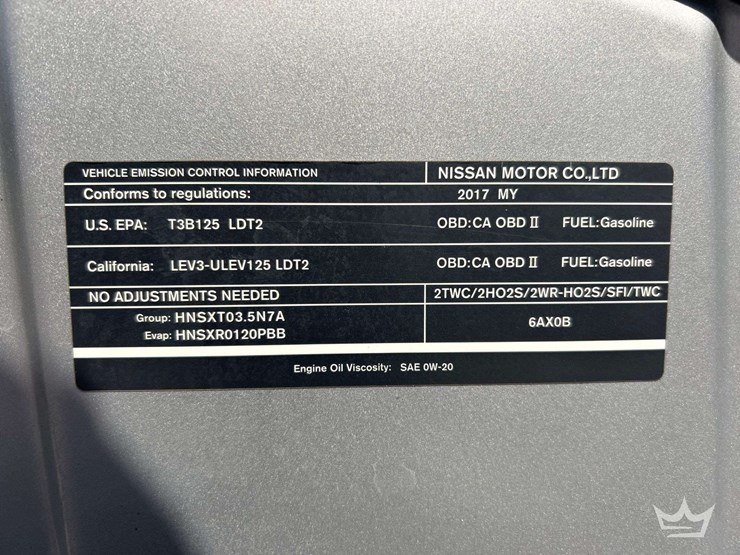 VEHICLE EMISSION CONTROL INFORMATION NISSAN MOTOR CO.,LTD
Conforms to regulations: 2017 MY
U.S. EPA: T3B125 LDT2 OBD:CA OBD II FUEL:Gasoline
California: LEV3-ULEV125 LDT2 OBD:CA OBD II FUEL:Gasoline
NO ADJUSTMENTS NEEDED 2TWC/2HO2S/2WR-HO2S/SFI/TWC
Group: HNSXT03.5N7A
Evap: HNSXR0120PBB
6AX0B
Engine Oil Viscosity: SAE 0W-20